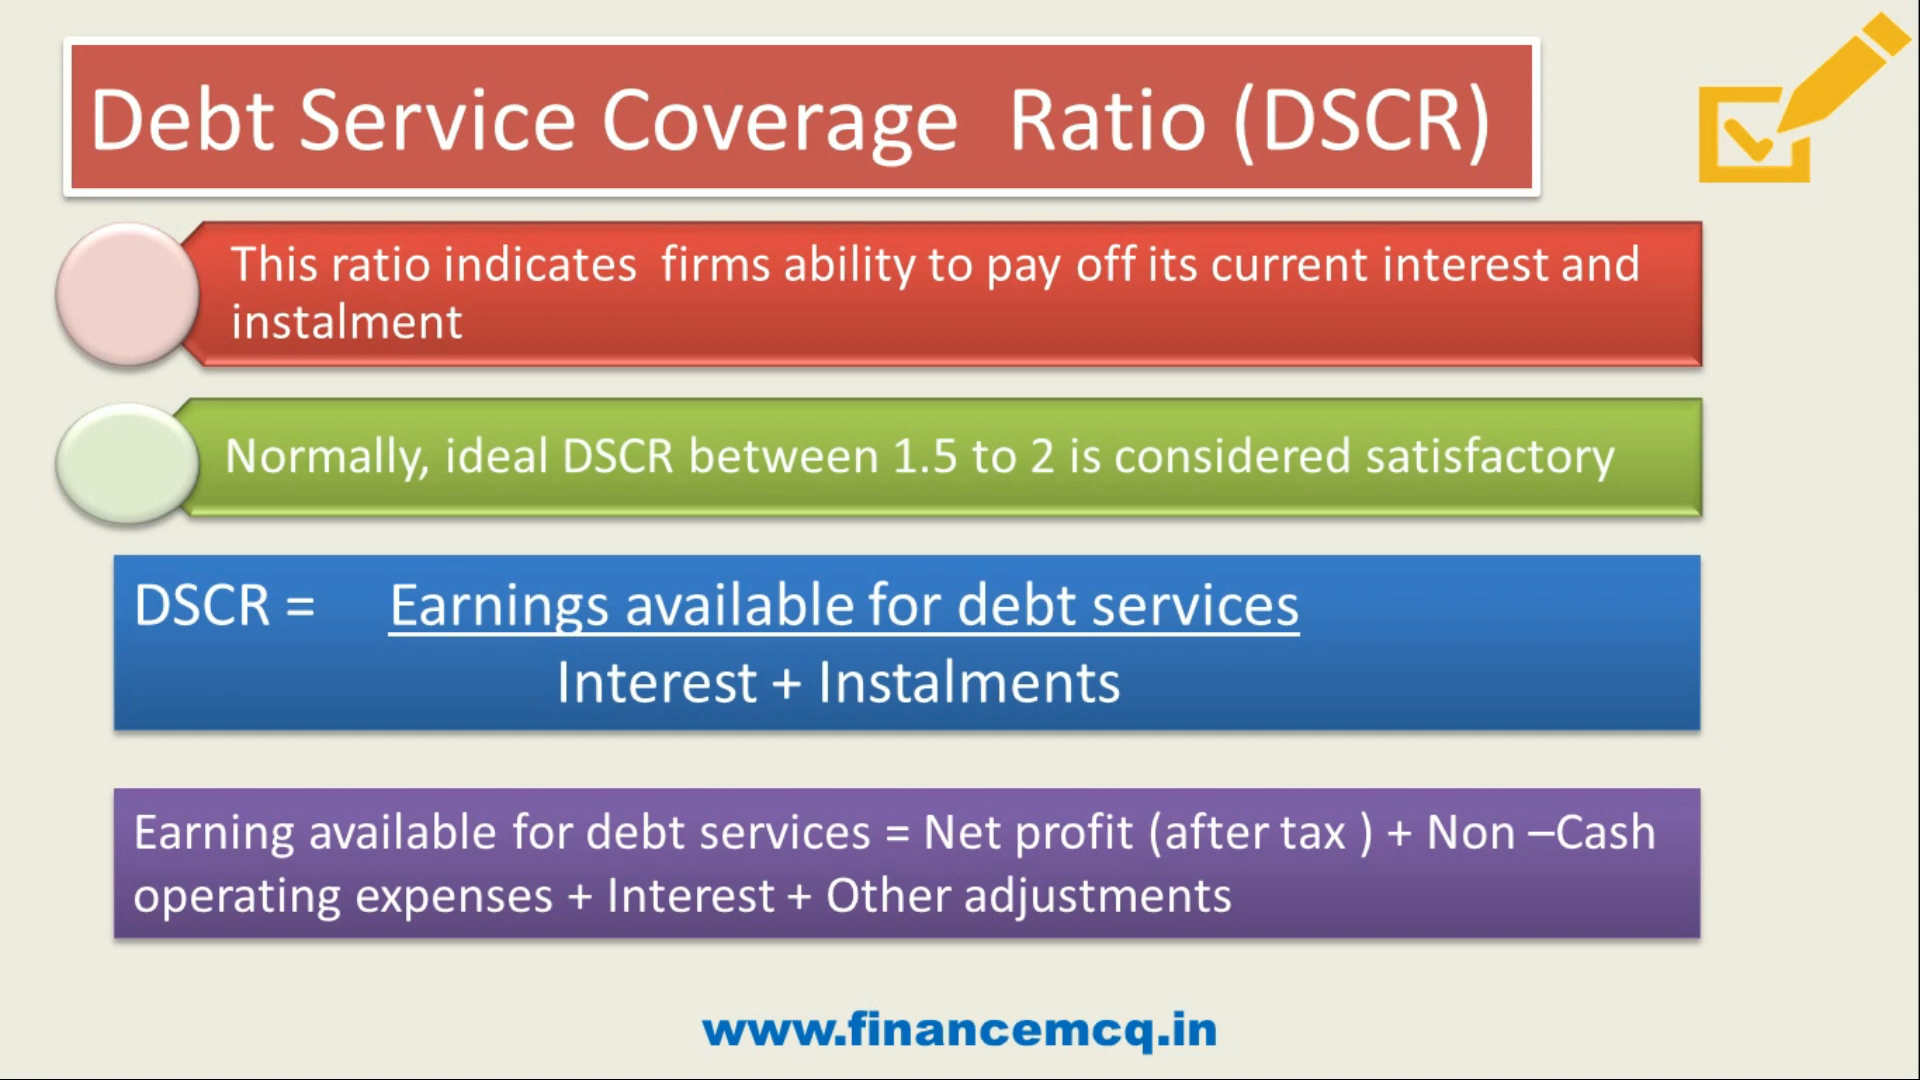 Debt Service Coverage Ratio (DSCR)
This ratio indicates firms ability to pay off its current interest and
instalment
Normally, ideal DSCR between 1.5 to 2 is considered satisfactory
DSCR = Earnings available for debt services
Interest + Instalments
Earning available for debt services = Net profit (after tax ) + Non –Cash
operating expenses + Interest + Other adjustments
www.financemcq.in